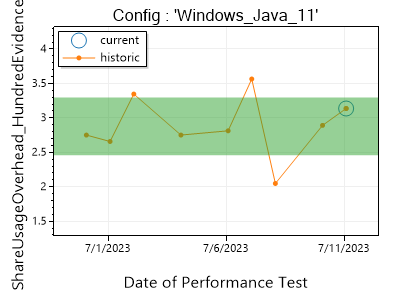 Config : 'Windows_Java_11'
current
historic
4
3.5
3
2.5
2
1.5
ShareUsageOverhead_HundredEvidence
7/1/2023
7/6/2023
7/11/2023
Date of Performance Test